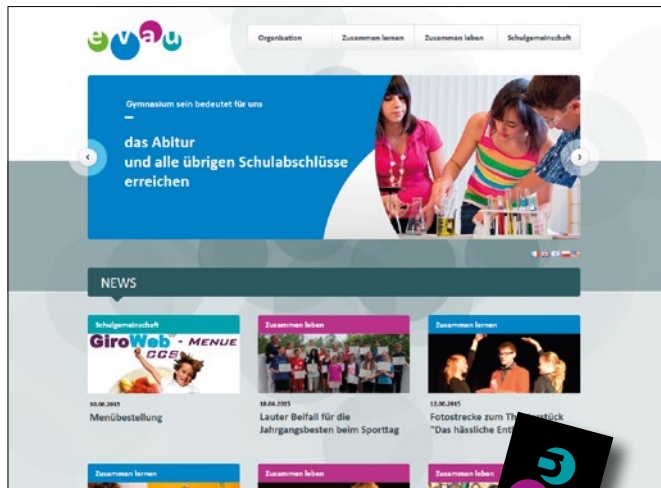 evau
Organisation
Zusammen lernen
Zusammen leben
Schulgemeinschaft
Gymnasium sein bedeutet für uns
das Abitur
und alle übrigen Schulabschlüsse
erreichen
NEWS
Schulgemeinschaft
GiroWeb - MENUE
CCS
30.06.2015
Menübestellung
Zusammen leben
18.06.2015
Lauter Beifall für die
Jahrgangsbesten beim Sporttag
Zusammen lernen
12.06.2015
Fotostrecke zum
"Das hässliche
Zusammen lernen
Zusammen leben
Zusammen leben